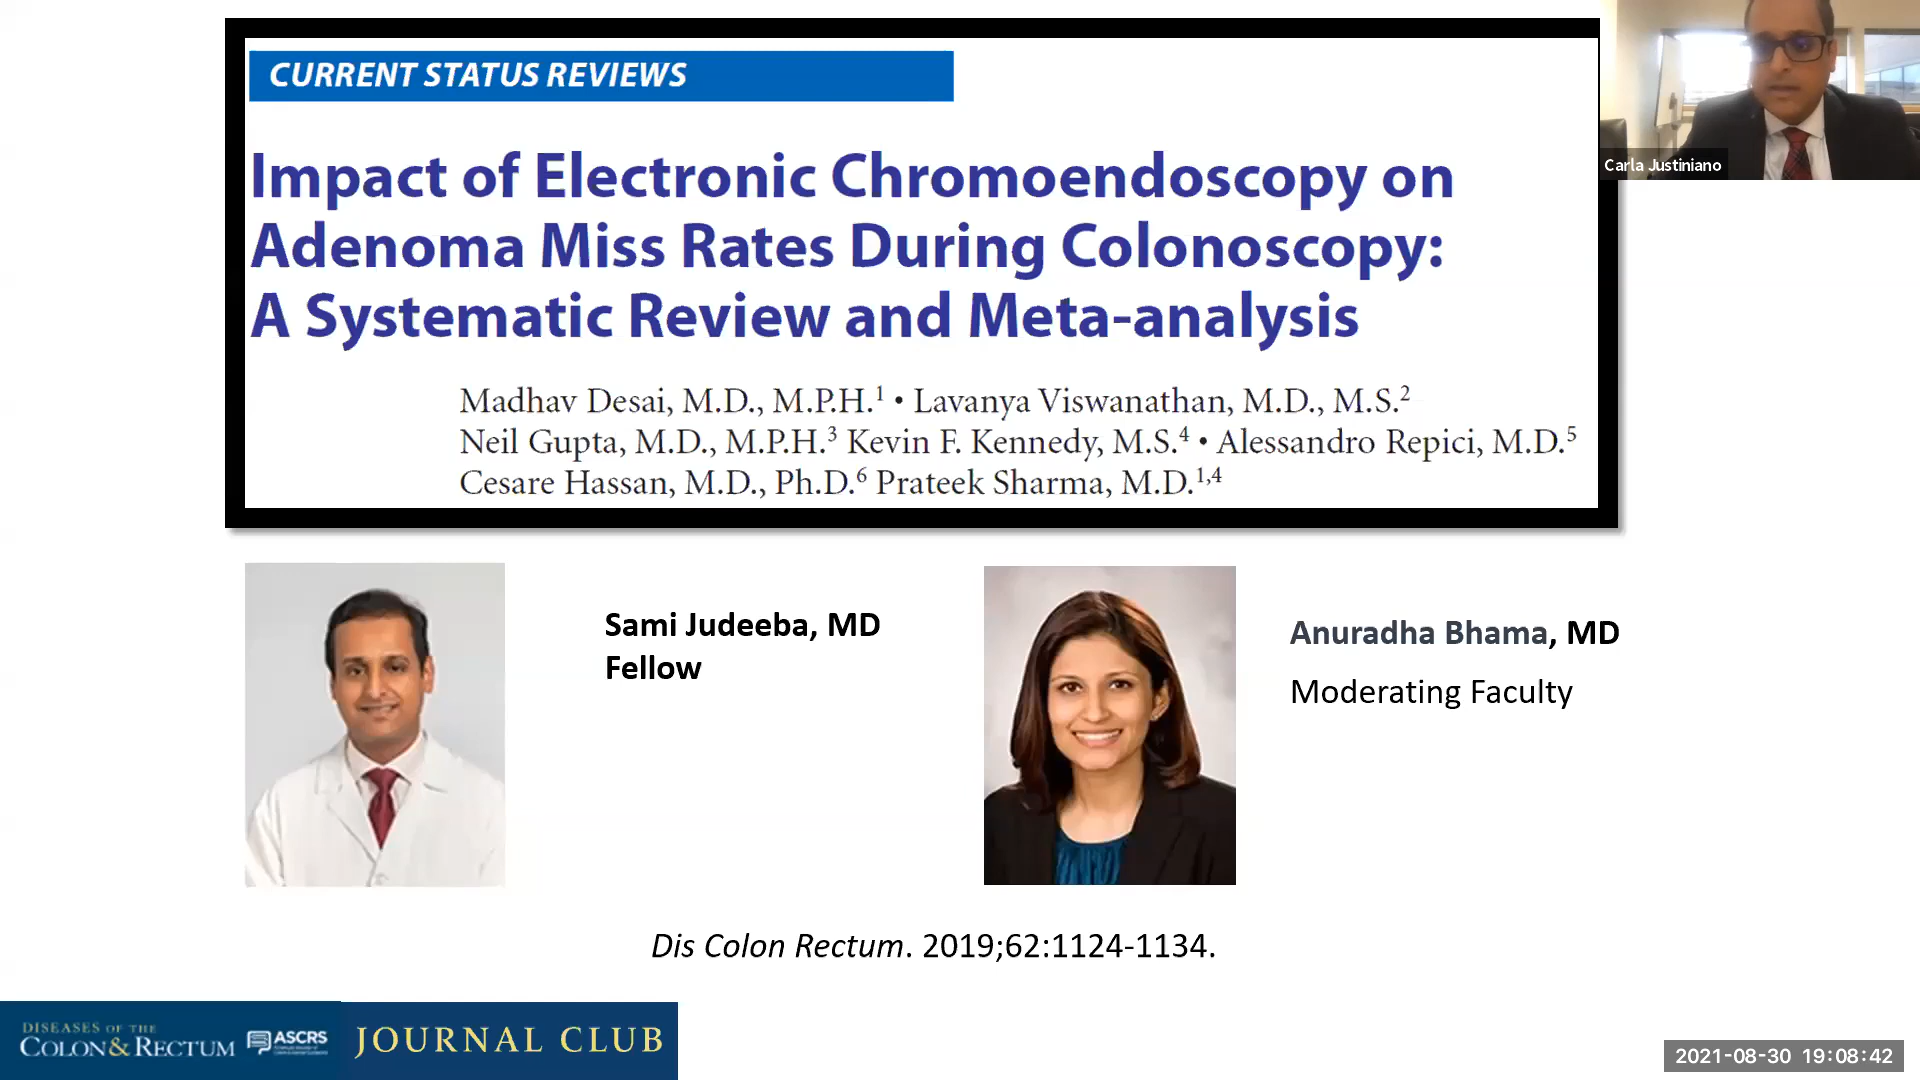 CURRENT STATUS REVIEWS
Impact of Electronic Chromoendoscopy on
Adenoma Miss Rates During Colonoscopy:
A Systematic Review and Meta-analysis
Madhav Desai, M.D., M.P.H.1 • Lavanya Viswanathan, M.D., M.S.2
Neil Gupta, M.D., M.P.H.3 Kevin F. Kennedy, M.S.4 • Alessandro Repici, M.D.5
Cesare Hassan, M.D., Ph.D.6 Prateek Sharma, M.D.1,4
Carla Justiniano
Sami Judeeba, MD
Fellow
Anuradha Bhama, MD
Moderating Faculty
Dis Colon Rectum. 2019;62:1124-1134.
DISEASES OF THE
COLON&RECTUM
ASCRS
JOURNAL CLUB
2021-08-30 19:08:42